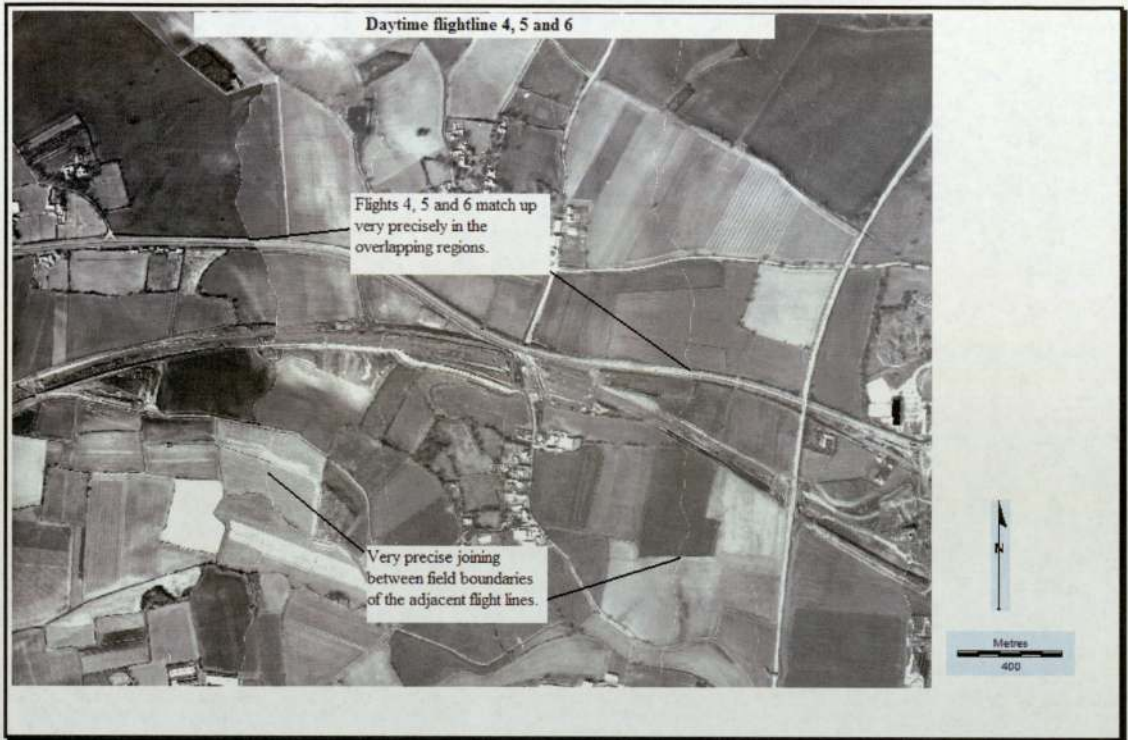 Daytime flightline 4, 5 and 6
Flights 4, 5 and 6 match up
very precisely in the
overlapping regions.
Very precise joining
between field boundaries
of the adjacent flight lines.
N
Metres
400